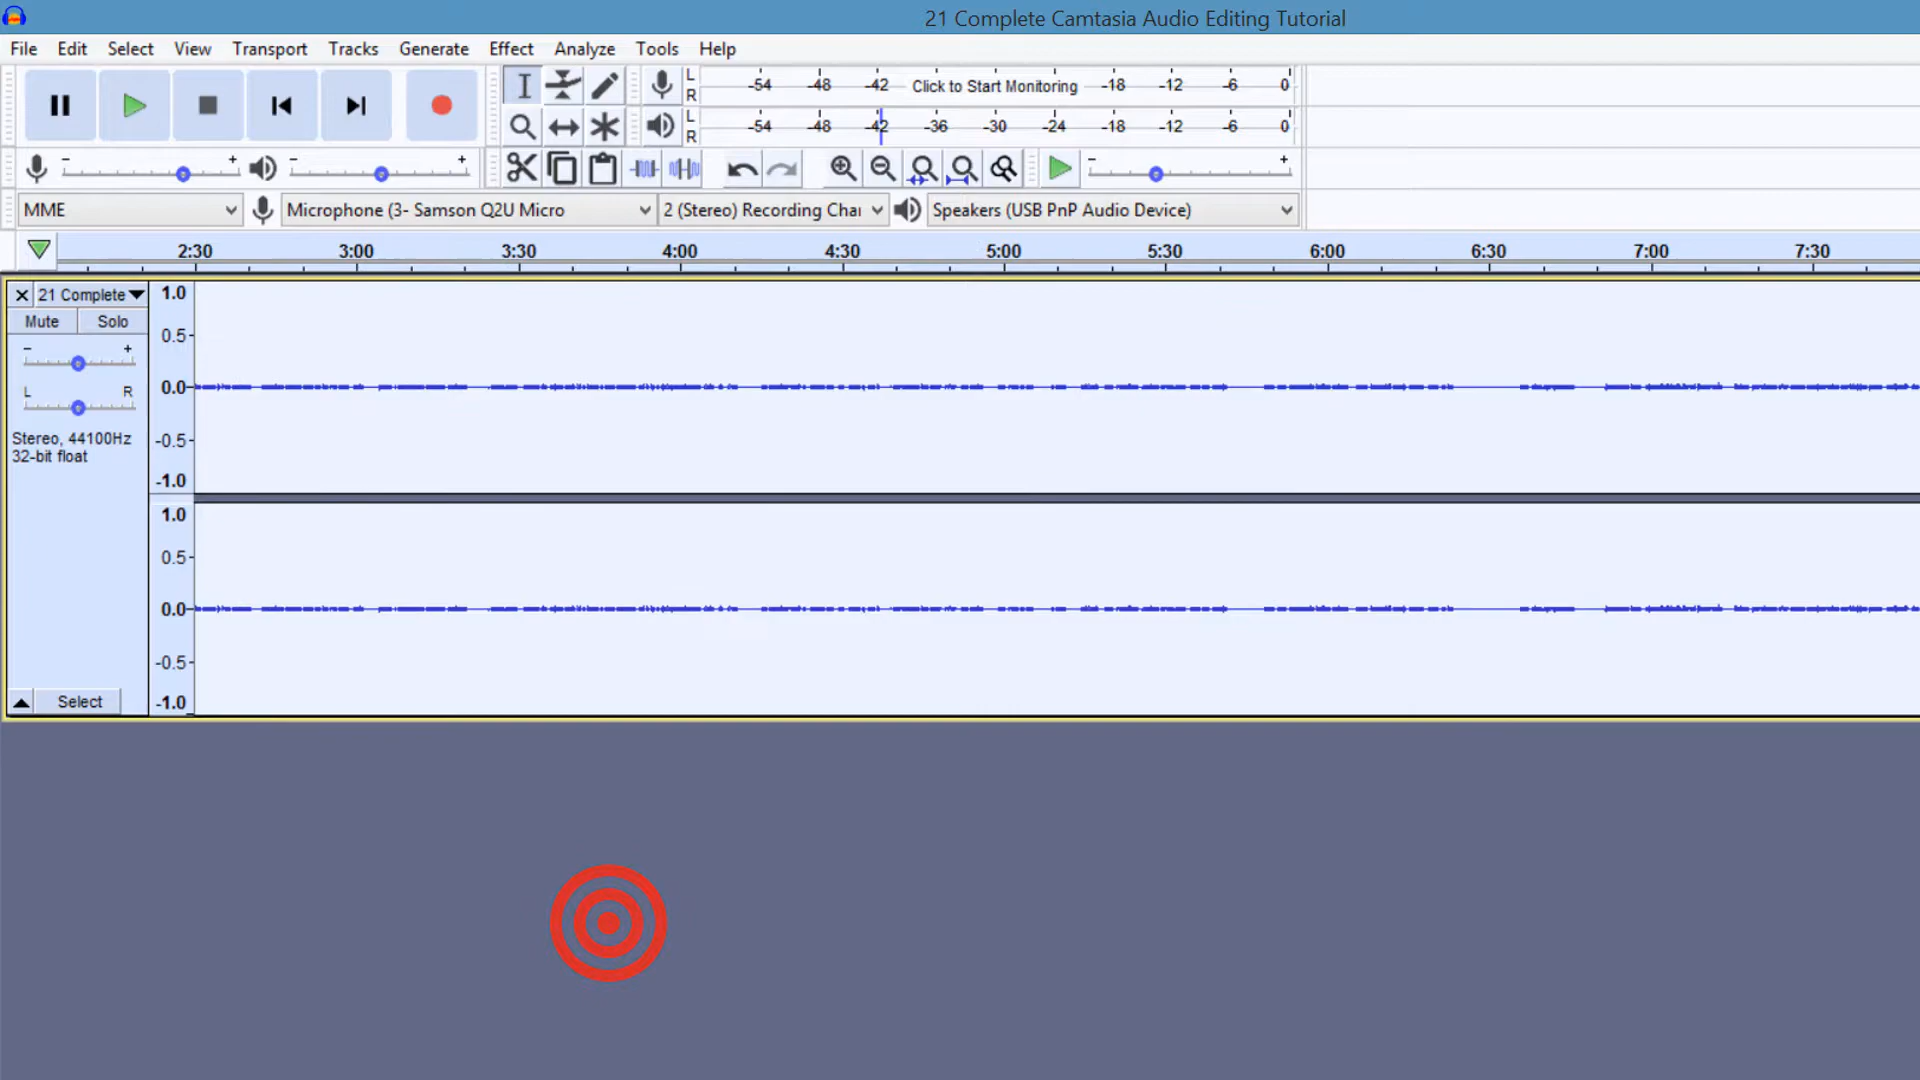 21 Complete Camtasia Audio Editing Tutorial
File Edit Select View Transport Tracks Generate Effect Analyze Tools Help
L
R
-54 -48 -42 Click to Start Monitoring -18 -12 -6 0
L
R
-54 -48 -42 -36 -30 -24 -18 -12 -6 0
- + - + - +
MME Microphone (3- Samson Q2U Micro 2 (Stereo) Recording Chai Speakers (USB PnP Audio Device)
2:30 3:00 3:30 4:00 4:30 5:00 5:30 6:00 6:30 7:00 7:30
21 Complete
Mute Solo
- +
L R
Stereo, 44100Hz
32-bit float
Select
1.0
0.5
0.0
-0.5
-1.0
1.0
0.5
0.0
-0.5
-1.0